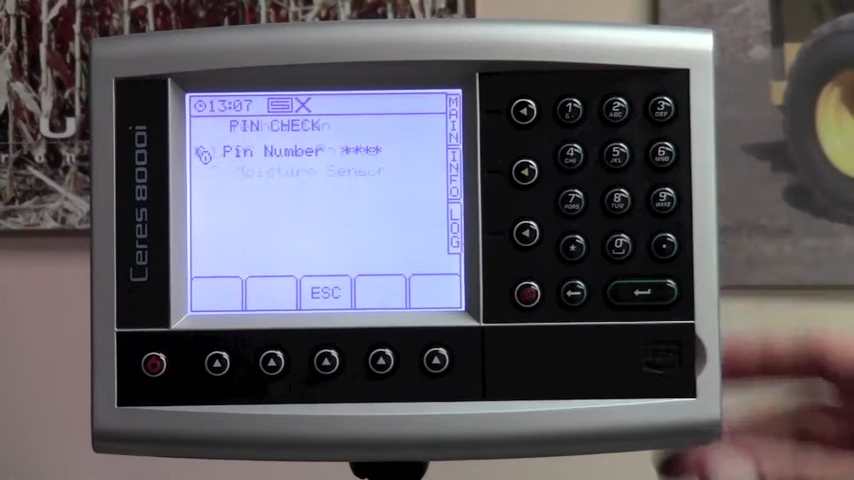 13:07
PIN CHECK
Pin Number ****
Moisture Sensor
ESC
MAIN
INFO
LOG
Ceres 8000i
1
2 ABC
3 DEF
4 GHI
5 JKL
6 MNO
7 PQRS
8 TUV
9 WXYZ
*
0
.